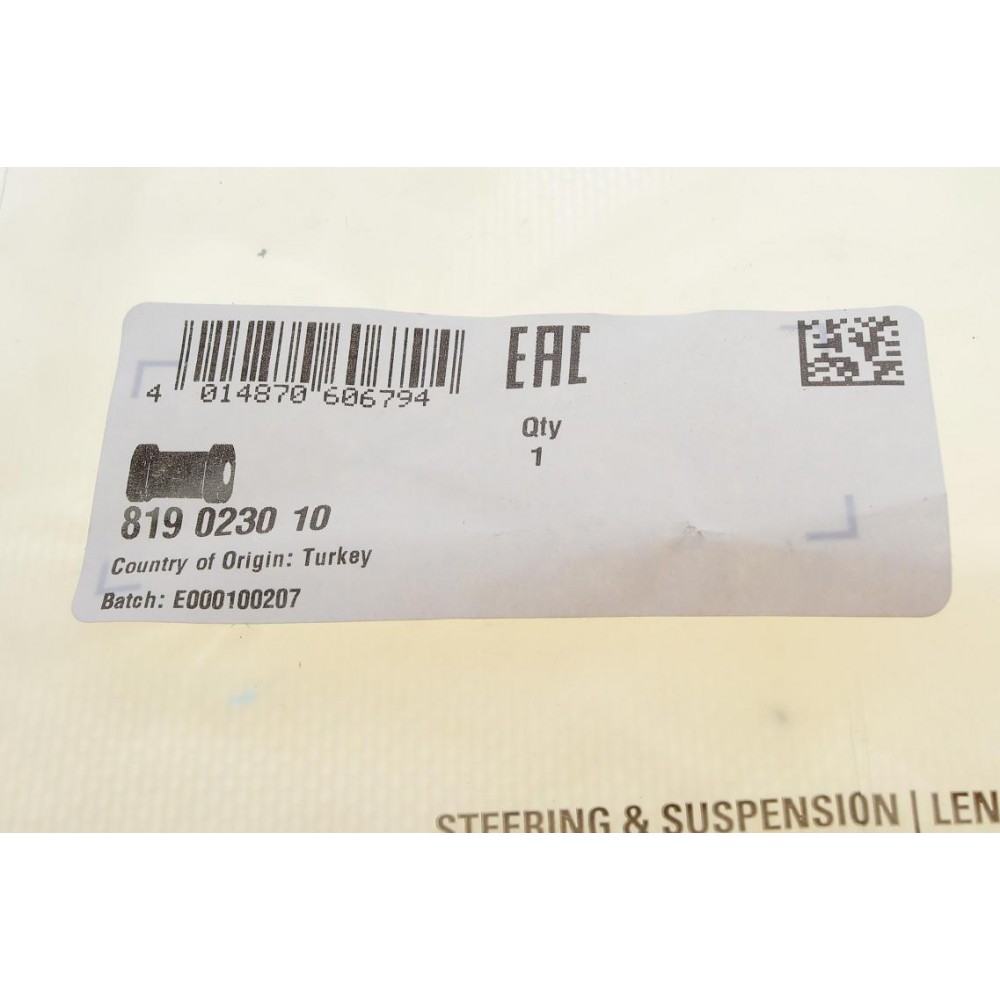 4 014870 606794
EAC
Qty
1
819 0230 10
Country of Origin: Turkey
Batch: E000100207
STEERING & SUSPENSION | LEN